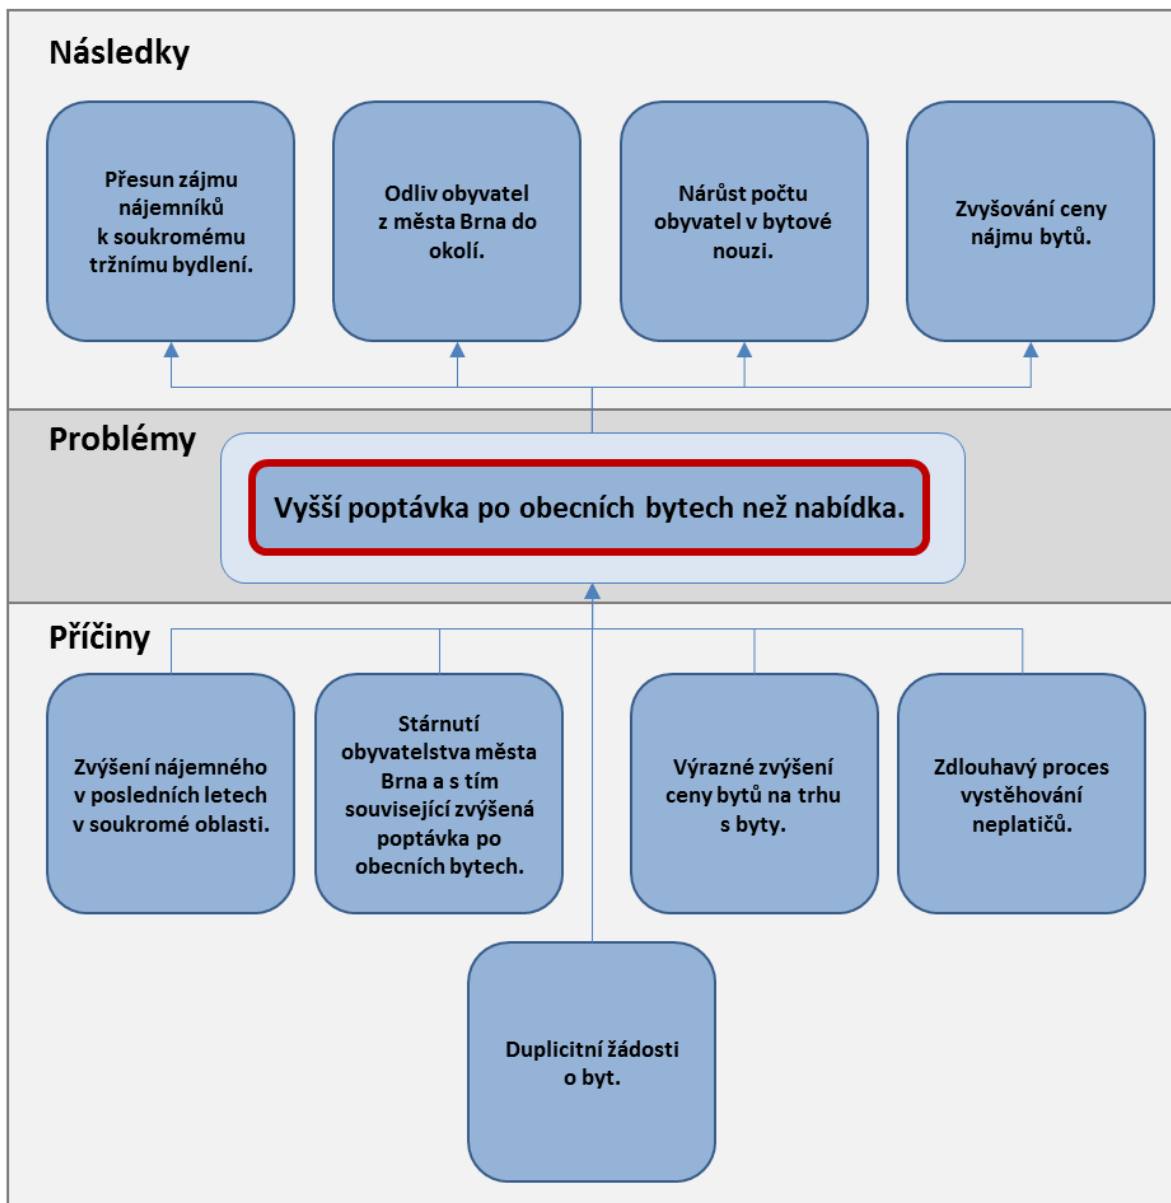 Následky
Přesun zájmu
nájemníků
k soukromému
tržnímu bydlení.
Odliv obyvatel
z města Brna do
okolí.
Nárůst počtu
obyvatel v bytové
nouzi.
Zvyšování ceny
nájmu bytů.
Problémy
Vyšší poptávka po obecních bytech než nabídka.
Příčiny
Zvýšení nájemného
v posledních letech
v soukromé oblasti.
Stárnutí
obyvatelstva města
Brna a s tím
související zvýšená
poptávka po
obecních bytech.
Výrazné zvýšení
ceny bytů na trhu
s byty.
Zdlouhavý proces
vystěhování
neplatičů.
Duplicitní žádosti
o byt.